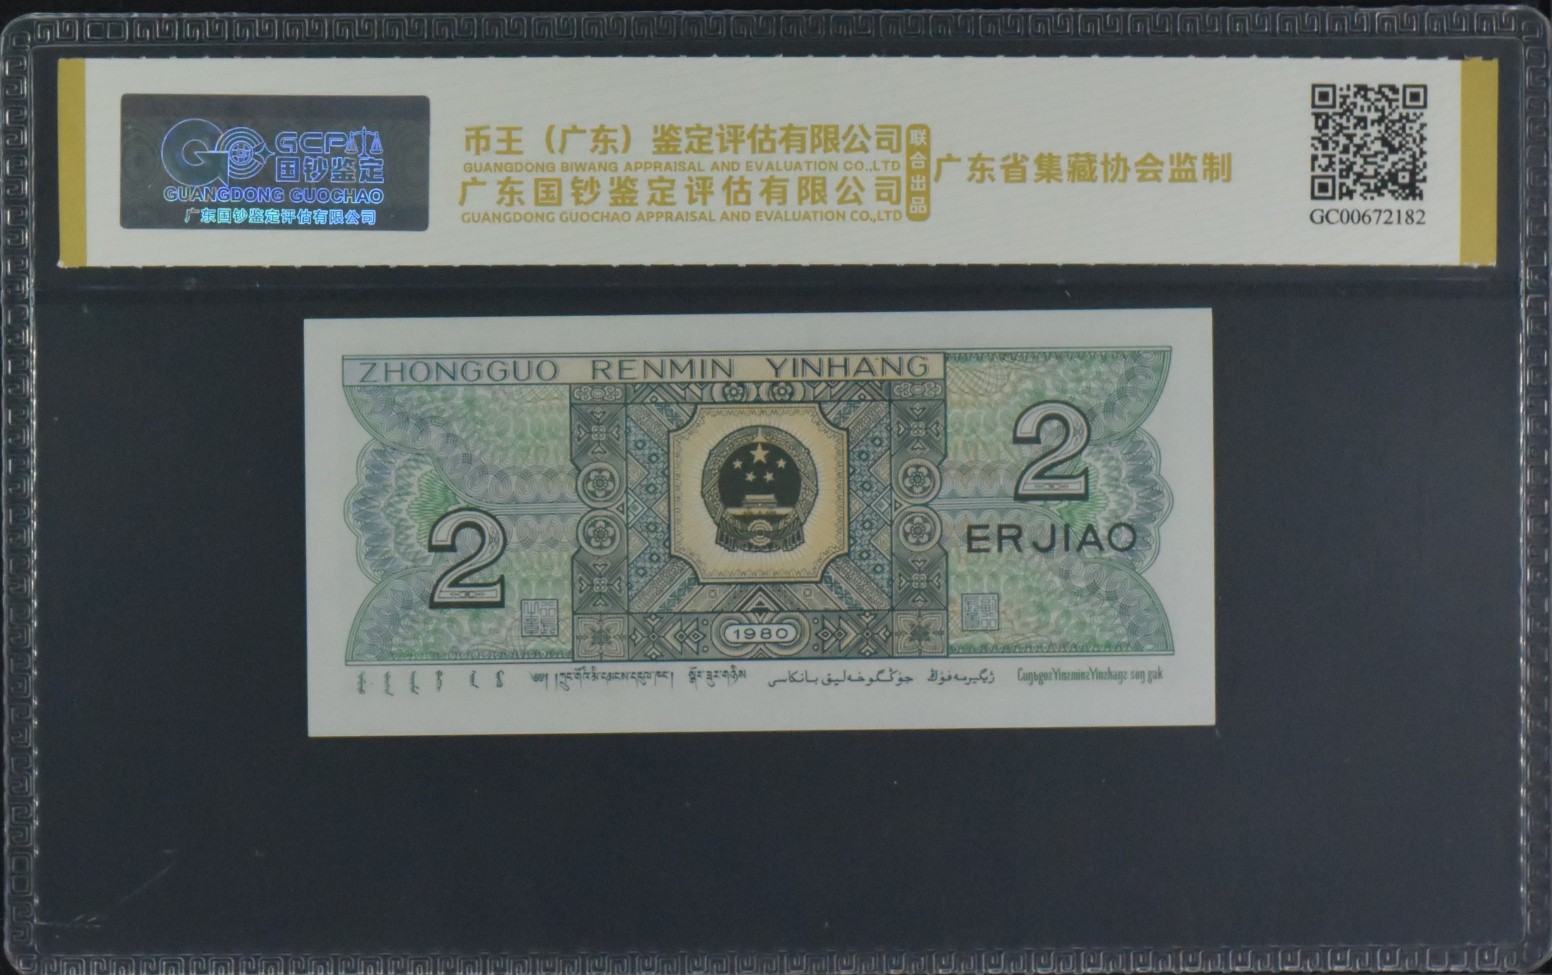 GCP
国钞鉴定
GUANGDONG GUOCHAO
广东国钞鉴定评估有限公司
币王（广东）鉴定评估有限公司
GUANGDONG BIWANG APPRAISAL AND EVALUATION CO.,LTD
广东国钞鉴定评估有限公司
GUANGDONG GUOCHAO APPRAISAL AND EVALUATION CO.,LTD
联合出品
广东省集藏协会监制
GC00672182
ZHONGGUO RENMIN YINHANG
2
ERJIAO
2
1980
جۇڭگوخەلىق بانكاسى